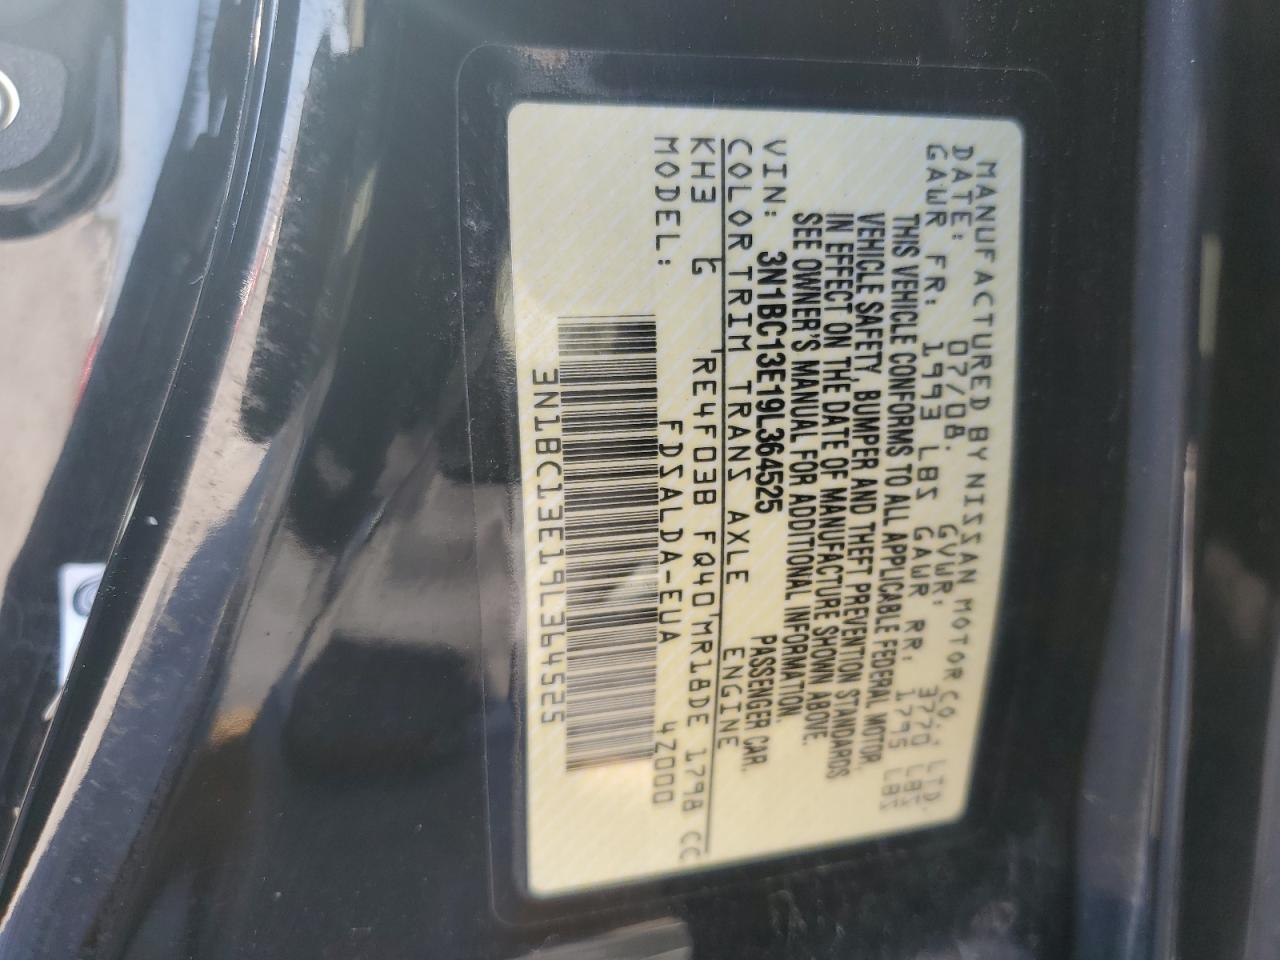 MANUFACTURED BY NISSAN MOTOR CO., LTD.
DATE: 07/08. GVWR: 3770 LBS
GAWR FR: 1993 LBS GAWR RR: 1795 LBS
THIS VEHICLE CONFORMS TO ALL APPLICABLE FEDERAL MOTOR
VEHICLE SAFETY, BUMPER AND THEFT PREVENTION STANDARDS
IN EFFECT ON THE DATE OF MANUFACTURE SHOWN ABOVE.
SEE OWNER'S MANUAL FOR ADDITIONAL INFORMATION.
VIN: 3N1BC13E19L364525 PASSENGER CAR.
COLOR TRIM TRANS AXLE ENGINE
KH3 G RE4F03B FQ40 MR18DE 1798 CC
MODEL: FDSALDA-EUA 4Z000
3N1BC13E19L364525